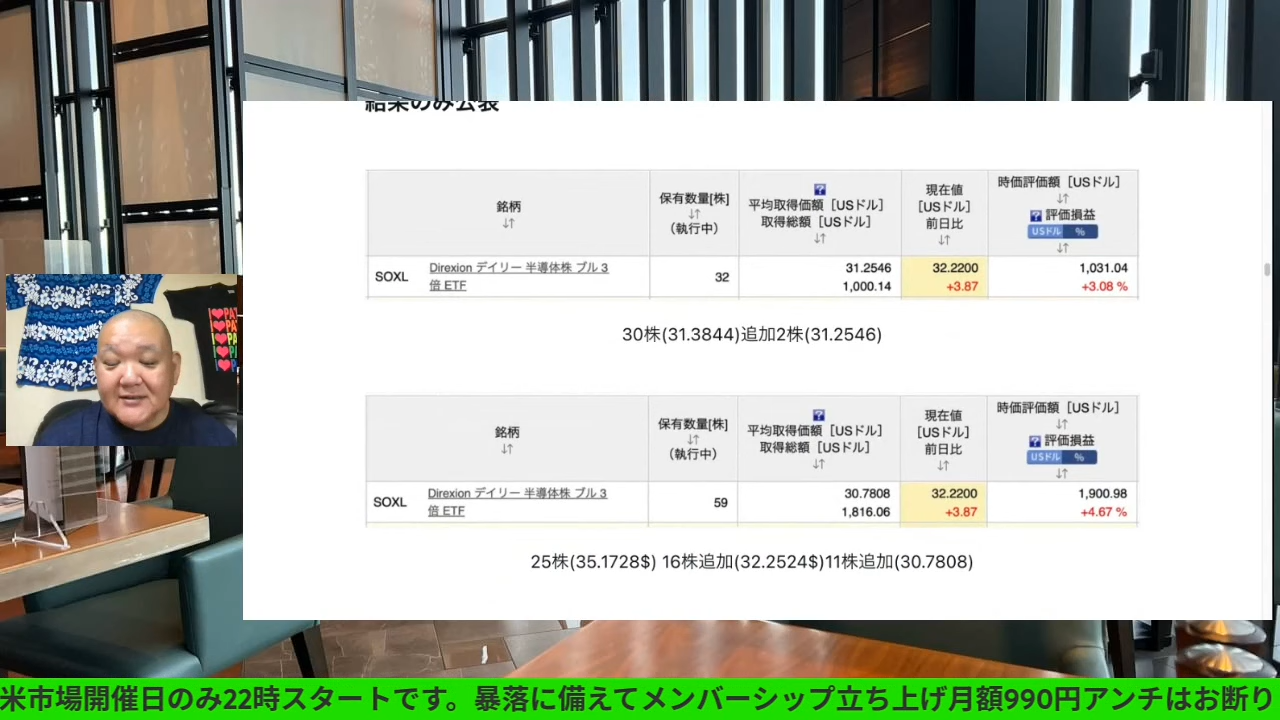 結果のみ公表
銘柄
保有数量[株]
(執行中)
平均取得価額［USドル］
取得総額［USドル］
現在値
［USドル］
前日比
時価評価額［USドル］
評価損益
USドル %
SOXL
Direxion デイリー 半導体株 ブル 3
倍 ETF
32
31.2546
1,000.14
32.2200
+3.87
1,031.04
+3.08 %
30株(31.3844)追加2株(31.2546)
銘柄
保有数量[株]
(執行中)
平均取得価額［USドル］
取得総額［USドル］
現在値
［USドル］
前日比
時価評価額［USドル］
評価損益
USドル %
SOXL
Direxion デイリー 半導体株 ブル 3
倍 ETF
59
30.7808
1,816.06
32.2200
+3.87
1,900.98
+4.67 %
25株(35.1728$) 16株追加(32.2524$)11株追加(30.7808)
米市場開催日のみ22時スタートです。暴落に備えてメンバーシップ立ち上げ月額990円アンチはお断り